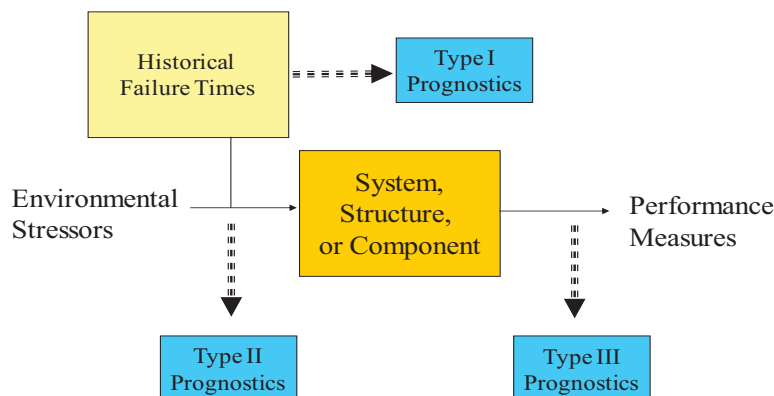 Historical
Failure Times
Type I
Prognostics
Environmental
Stressors
System,
Structure,
or Component
Performance
Measures
Type II
Prognostics
Type III
Prognostics